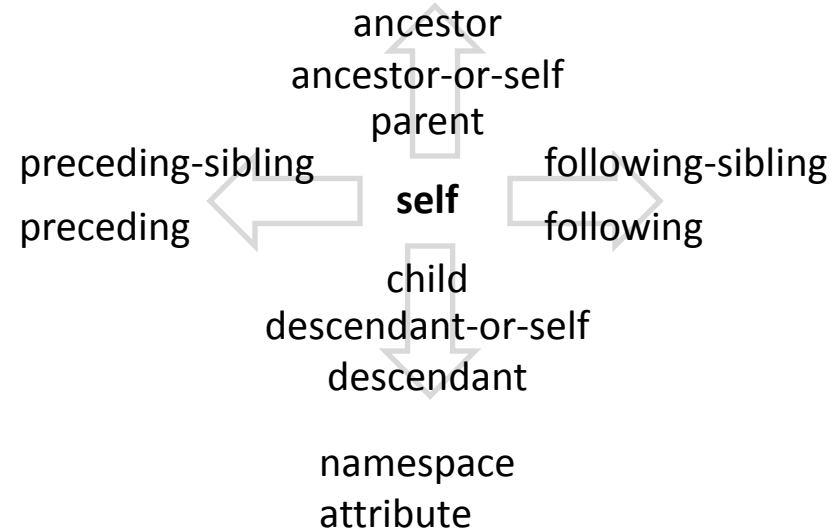 ancestor
ancestor-or-self
parent
preceding-sibling
following-sibling
self
preceding
following
child
descendant-or-self
descendant
namespace
attribute